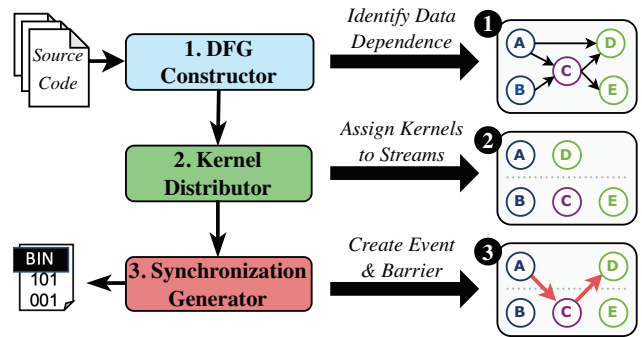 Source
Code
1. DFG
Constructor
Identify Data
Dependence
1
A
D
C
B
E
2. Kernel
Distributor
Assign Kernels
to Streams
2
A
D
B
C
E
BIN
101
001
3. Synchronization
Generator
Create Event
& Barrier
3
A
D
B
C
E